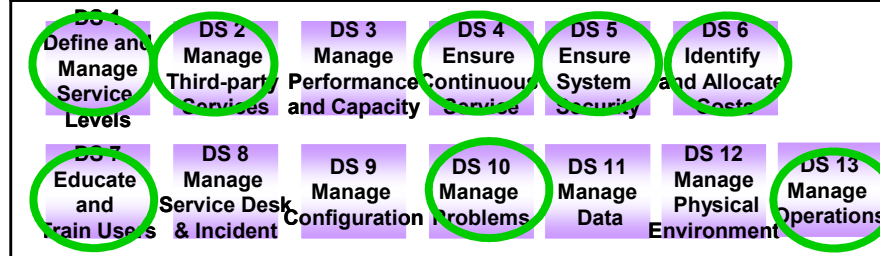 DS 1
Define and
Manage
Service
Levels
DS 2
Manage
Third-party
Services
DS 3
Manage
Performance
and Capacity
DS 4
Ensure
Continuous
Service
DS 5
Ensure
System
Security
DS 6
Identify
and Allocate
Costs
DS 7
Educate
and
Train Users
DS 8
Manage
Service Desk
& Incident
DS 9
Manage
Configuration
DS 10
Manage
Problems
DS 11
Manage
Data
DS 12
Manage
Physical
Environment
DS 13
Manage
Operations